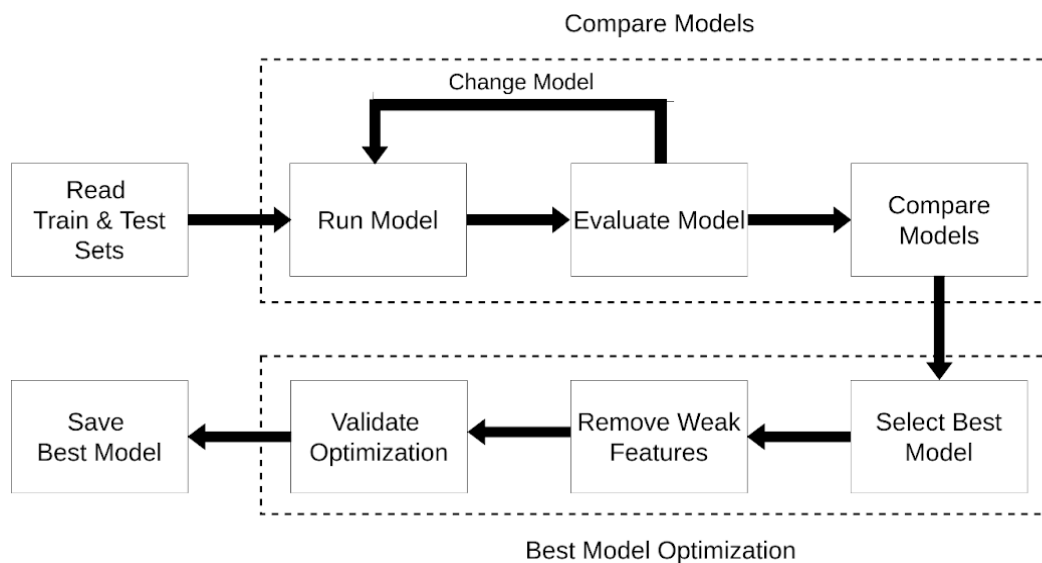 Compare Models
Change Model
Read
Train & Test
Sets
Run Model
Evaluate Model
Compare
Models
Save
Best Model
Validate
Optimization
Remove Weak
Features
Select Best
Model
Best Model Optimization